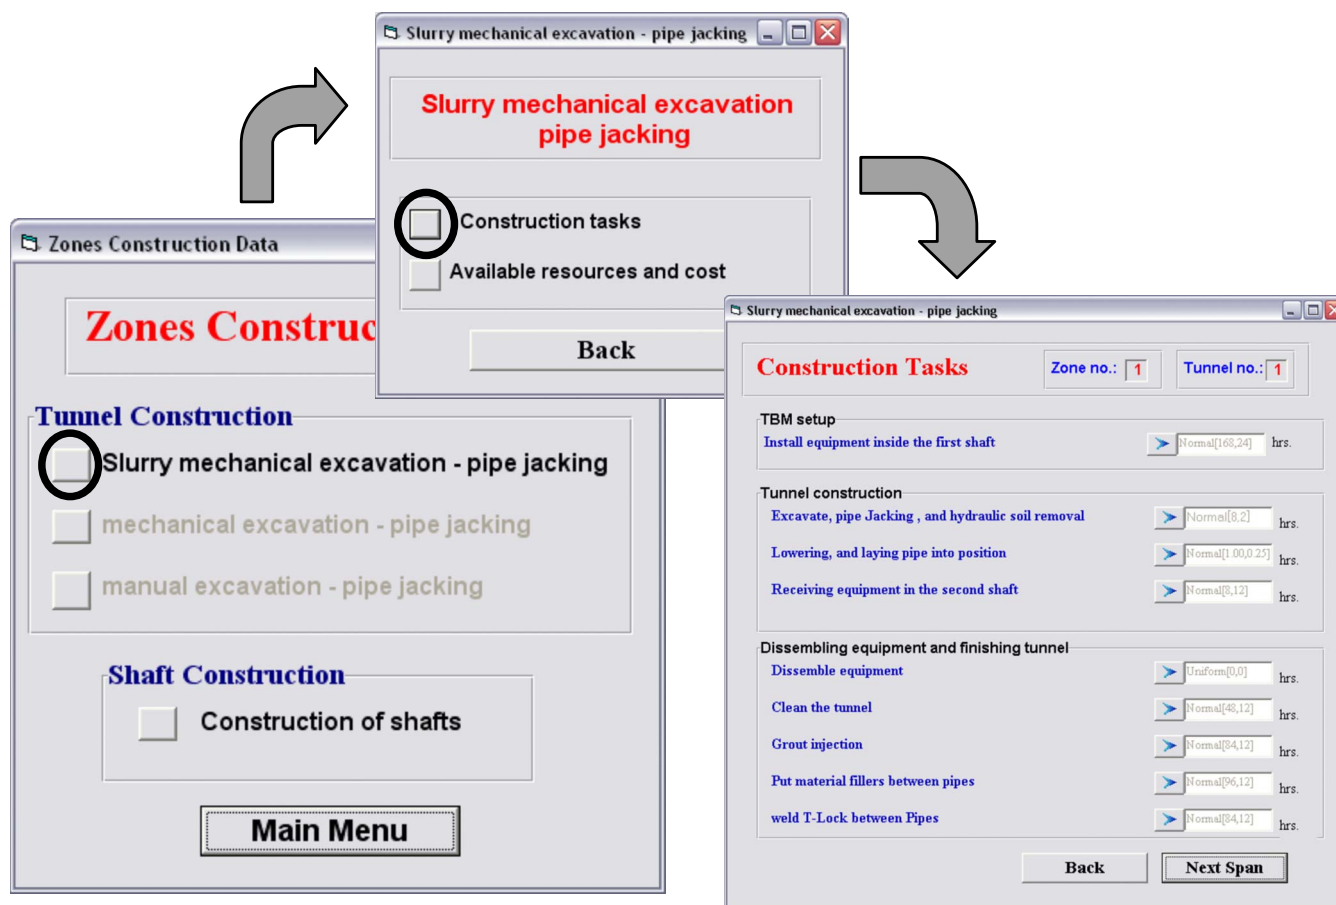 Slurry mechanical excavation - pipe jacking
Slurry mechanical excavation
pipe jacking
Construction tasks
Available resources and cost
Back
Zones Construction Data
Zones Construc
Tunnel Construction
Slurry mechanical excavation - pipe jacking
mechanical excavation - pipe jacking
manual excavation - pipe jacking
Shaft Construction
Construction of shafts
Main Menu
Slurry mechanical excavation - pipe jacking
Construction Tasks Zone no.: 1 Tunnel no.: 1
TBM setup
Install equipment inside the first shaft Normal[168,24] hrs.
Tunnel construction
Excavate, pipe Jacking , and hydraulic soil removal Normal[8,2] hrs.
Lowering, and laying pipe into position Normal[1.00,0.25] hrs.
Receiving equipment in the second shaft Normal[8,12] hrs.
Dissembling equipment and finishing tunnel
Dissemble equipment Uniform[0,0] hrs.
Clean the tunnel Normal[48,12] hrs.
Grout injection Normal[84,12] hrs.
Put material fillers between pipes Normal[96,12] hrs.
weld T-Lock between Pipes Normal[84,12] hrs.
Back Next Span